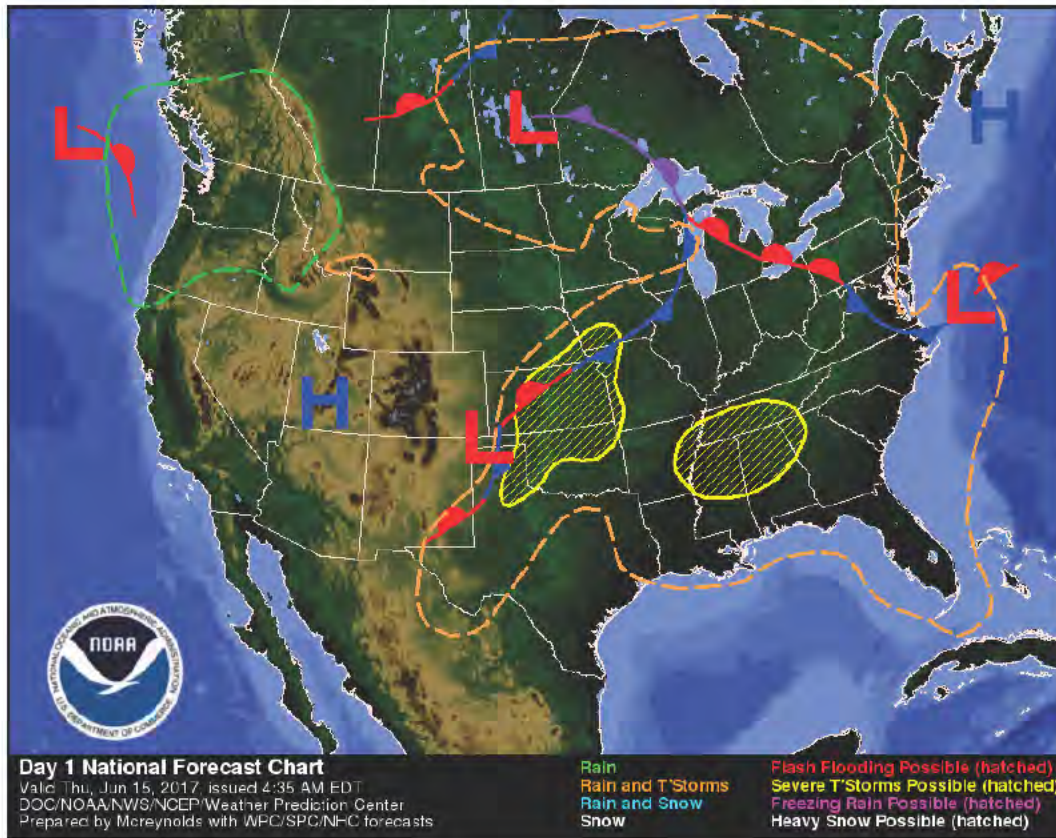 L
L
H
L
H
L
NOAA
NATIONAL OCEANIC AND ATMOSPHERIC ADMINISTRATION
U.S. DEPARTMENT OF COMMERCE
Day 1 National Forecast Chart
Valid Thu, Jun 15, 2017, issued 4:35 AM EDT
DOC/NOAA/NWS/NCEP/Weather Prediction Center
Prepared by Mcreynolds with WPC/SPC/NHC forecasts
Rain
Rain and T'Storms
Rain and Snow
Snow
Flash Flooding Possible (hatched)
Severe T'Storms Possible (hatched)
Freezing Rain Possible (hatched)
Heavy Snow Possible (hatched)